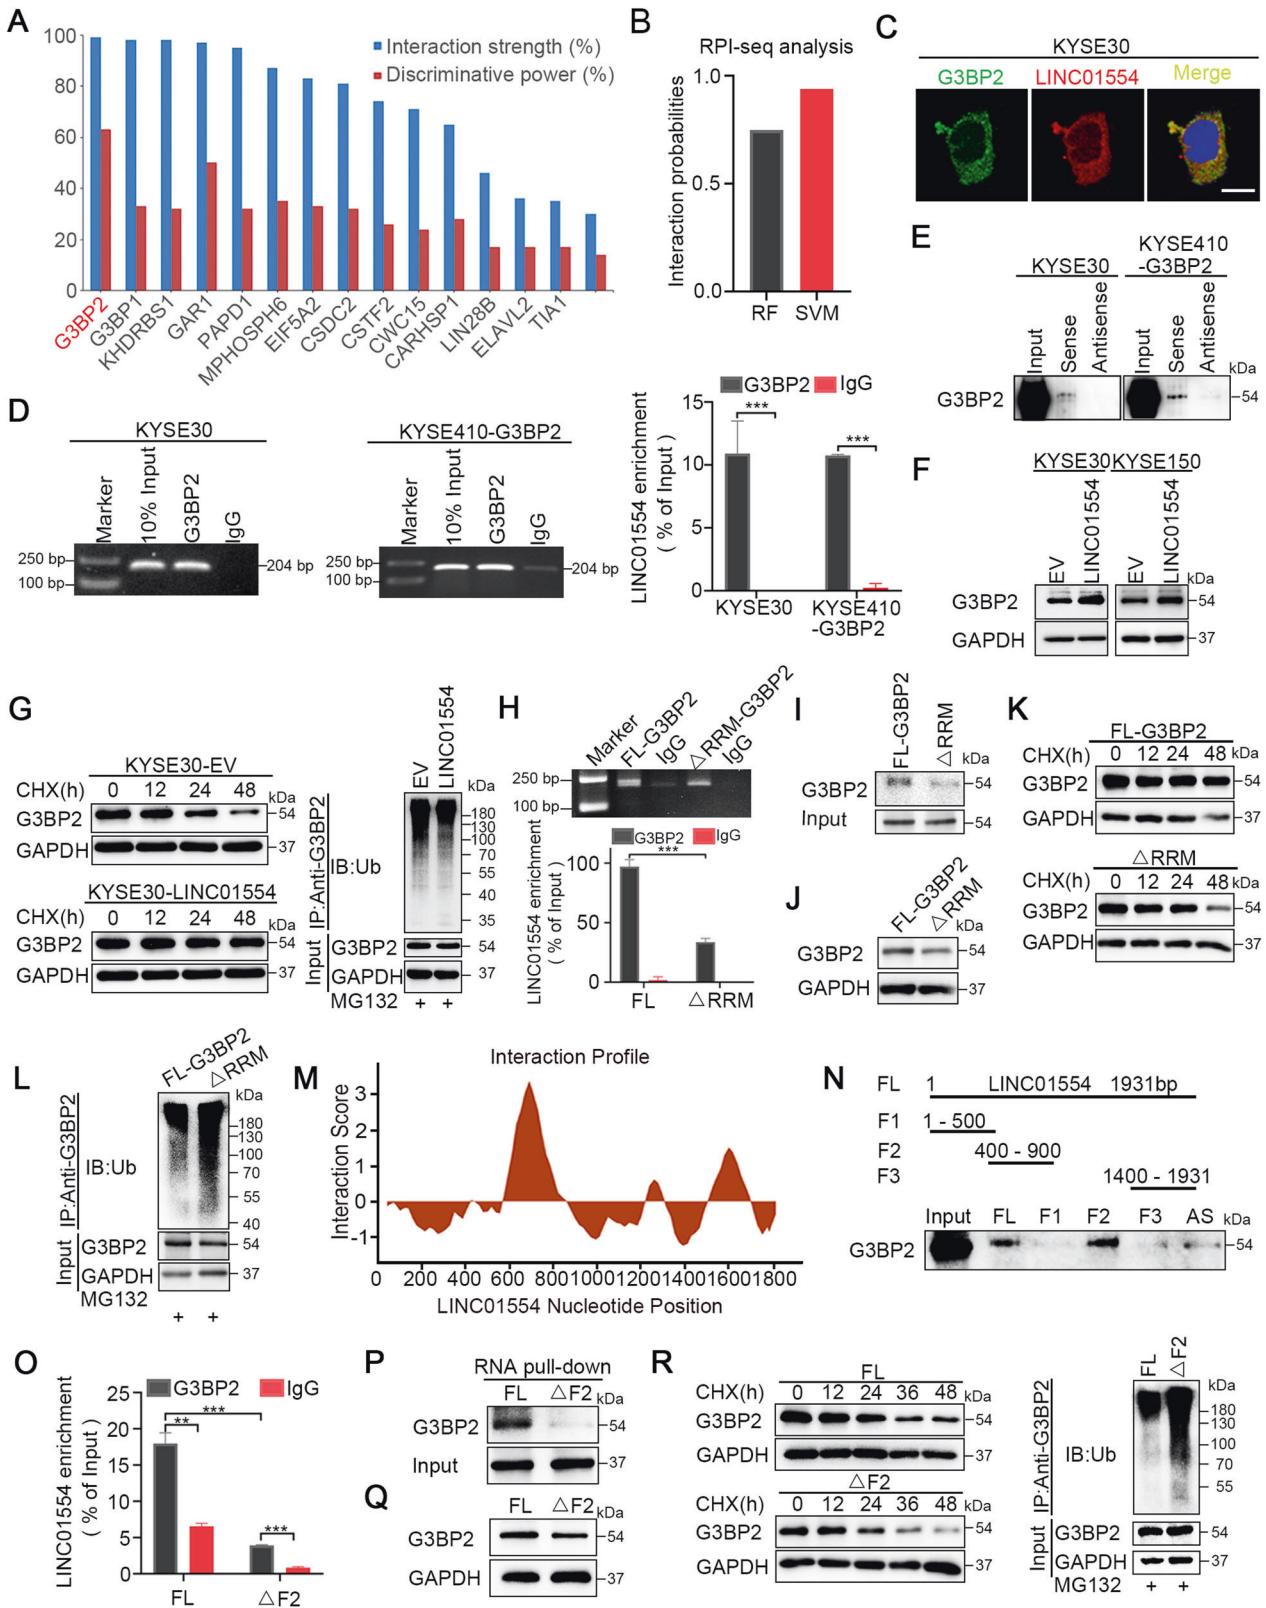 A
100
80
60
40
20
0
Interaction strength (%)
Discriminative power (%)
G3BP2
G3BP1
KHDRBS1
GAR1
PAPD1
MPHOSPH6
EIF5A2
CSDC2
CSTF2
CWC15
CARHSP1
LIN28B
ELAVL2
TIA1
B
RPI-seq analysis
Interaction probabilities
1.0
0.5
0.0
RF SVM
C
KYSE30
G3BP2 LINC01554 Merge
D
KYSE30
Marker
10% Input
G3BP2
IgG
250 bp
100 bp
204 bp
KYSE410-G3BP2
Marker
10% Input
G3BP2
IgG
250 bp
100 bp
204 bp
G3BP2 IgG
LINC01554 enrichment
( % of Input )
15
10
5
0
*** ***
KYSE30 KYSE410
-G3BP2
E
KYSE30
KYSE410
-G3BP2
Input
Sense
Antisense
Input
Sense
Antisense
kDa
G3BP2
54
F
KYSE30 KYSE150
EV
LINC01554
EV
LINC01554
kDa
G3BP2
54
GAPDH
37
G
KYSE30-EV
CHX(h) 0 12 24 48 kDa
G3BP2 54
GAPDH 37
KYSE30-LINC01554
CHX(h) 0 12 24 48 kDa
G3BP2 54
GAPDH 37
EV
LINC01554
kDa
IP:Anti-G3BP2
IB:Ub
180
130
100
70
55
40
35
Input
G3BP2 54
GAPDH 37
MG132 + +
H
Marker
FL-G3BP2
IgG
△RRM-G3BP2
IgG
250 bp
100 bp
G3BP2 IgG
LINC01554 enrichment
( % of Input )
100
50
0
***
FL △RRM
I
FL-G3BP2
△RRM
kDa
G3BP2 54
Input 54
J
FL-G3BP2
△RRM
kDa
G3BP2 54
GAPDH 37
K
FL-G3BP2
CHX(h) 0 12 24 48 kDa
G3BP2 54
GAPDH 37
△RRM
CHX(h) 0 12 24 48 kDa
G3BP2 54
GAPDH 37
L
FL-G3BP2
△RRM
kDa
IP:Anti-G3BP2
IB:Ub
180
130
100
70
55
40
Input
G3BP2 54
GAPDH 37
MG132
+ +
M
Interaction Profile
Interaction Score
3
2
1
0
-1
0 200 400 600 800 1000 1200 1400 1600 1800
LINC01554 Nucleotide Position
N
FL 1 LINC01554 1931bp
F1 1 - 500
F2 400 - 900
F3 1400 - 1931
Input FL F1 F2 F3 AS kDa
G3BP2 54
O
G3BP2 IgG
LINC01554 enrichment
( % of Input )
25
20
15
10
5
0
***
**
***
FL △F2
P
RNA pull-down
FL △F2 kDa
G3BP2 54
Input 37
Q
FL △F2 kDa
G3BP2 54
GAPDH 37
R
FL
CHX(h) 0 12 24 36 48 kDa
G3BP2 54
GAPDH 37
△F2
CHX(h) 0 12 24 36 48 kDa
G3BP2 54
GAPDH 37
FL
△F2
kDa
IP:Anti-G3BP2
IB:Ub
180
130
100
70
55
Input
G3BP2 54
GAPDH 37
MG132 + +